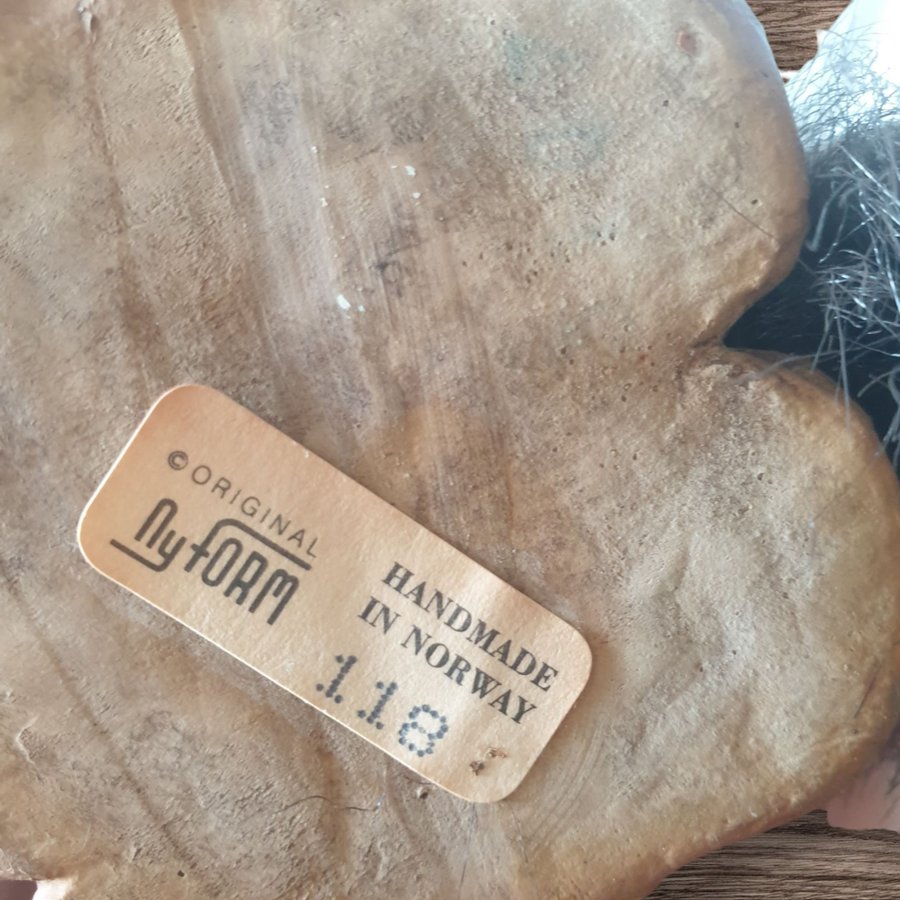 © ORIGINAL
NyFORM
HANDMADE
IN NORWAY
118